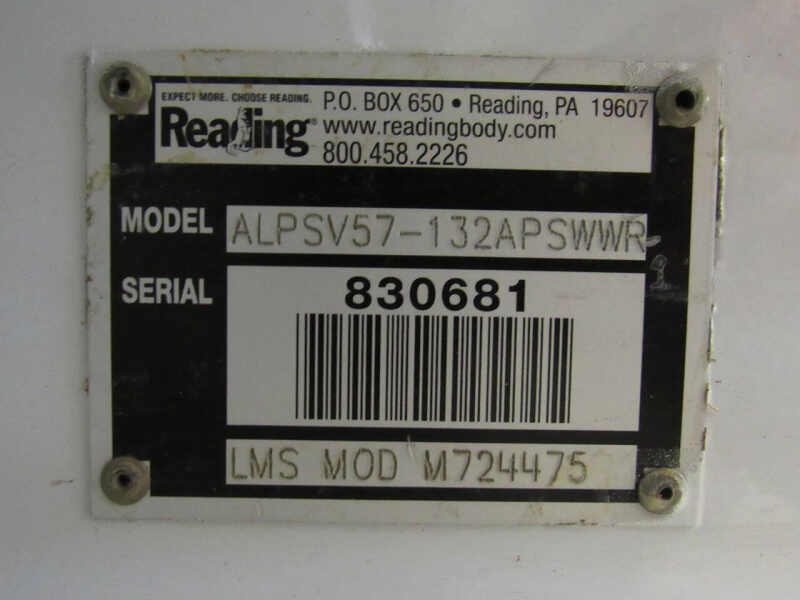 EXPECT MORE. CHOOSE READING.
Reading®
P.O. BOX 650 • Reading, PA 19607
www.readingbody.com
800.458.2226
MODEL ALPSV57-132APSWWR-
SERIAL 830681
LMS MOD M724475